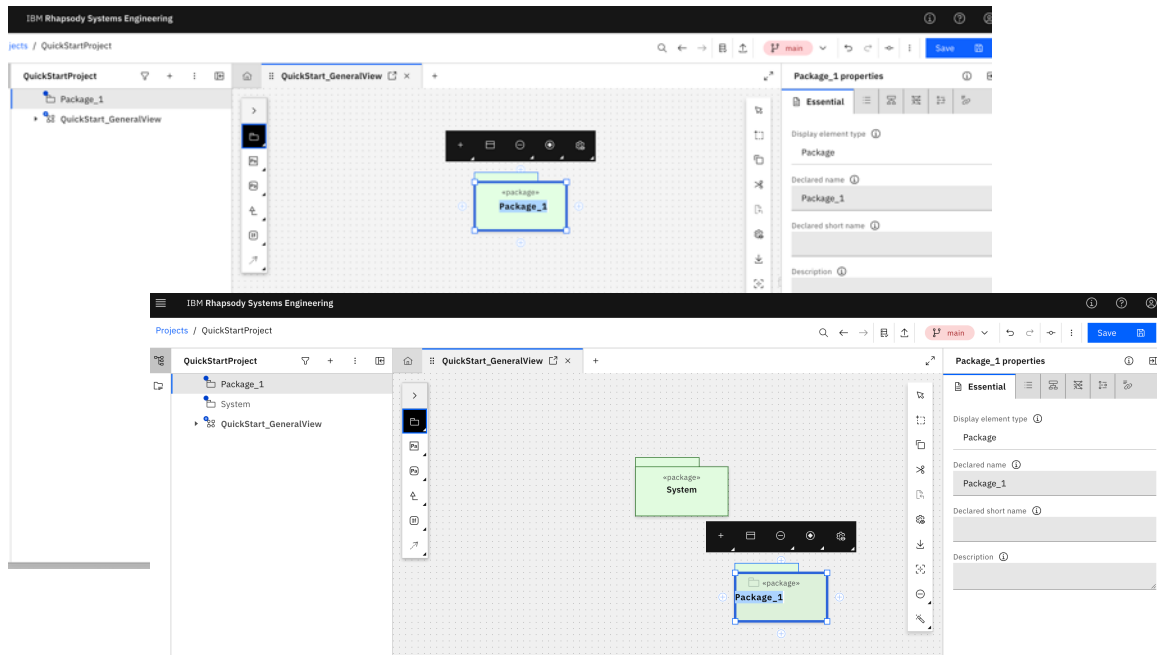 IBM Rhapsody Systems Engineering
jects / QuickStartProject
main
Save
QuickStartProject
QuickStart_GeneralView
Package_1 properties
Package_1
QuickStart_GeneralView
Essential
Display element type
Package
Declared name
Package_1
Declared short name
Description
«package»
Package_1
IBM Rhapsody Systems Engineering
Projects / QuickStartProject
main
Save
QuickStartProject
QuickStart_GeneralView
Package_1 properties
Package_1
System
QuickStart_GeneralView
Essential
Display element type
Package
Declared name
Package_1
Declared short name
Description
Pa
Pa
«package»
System
«package»
Package_1